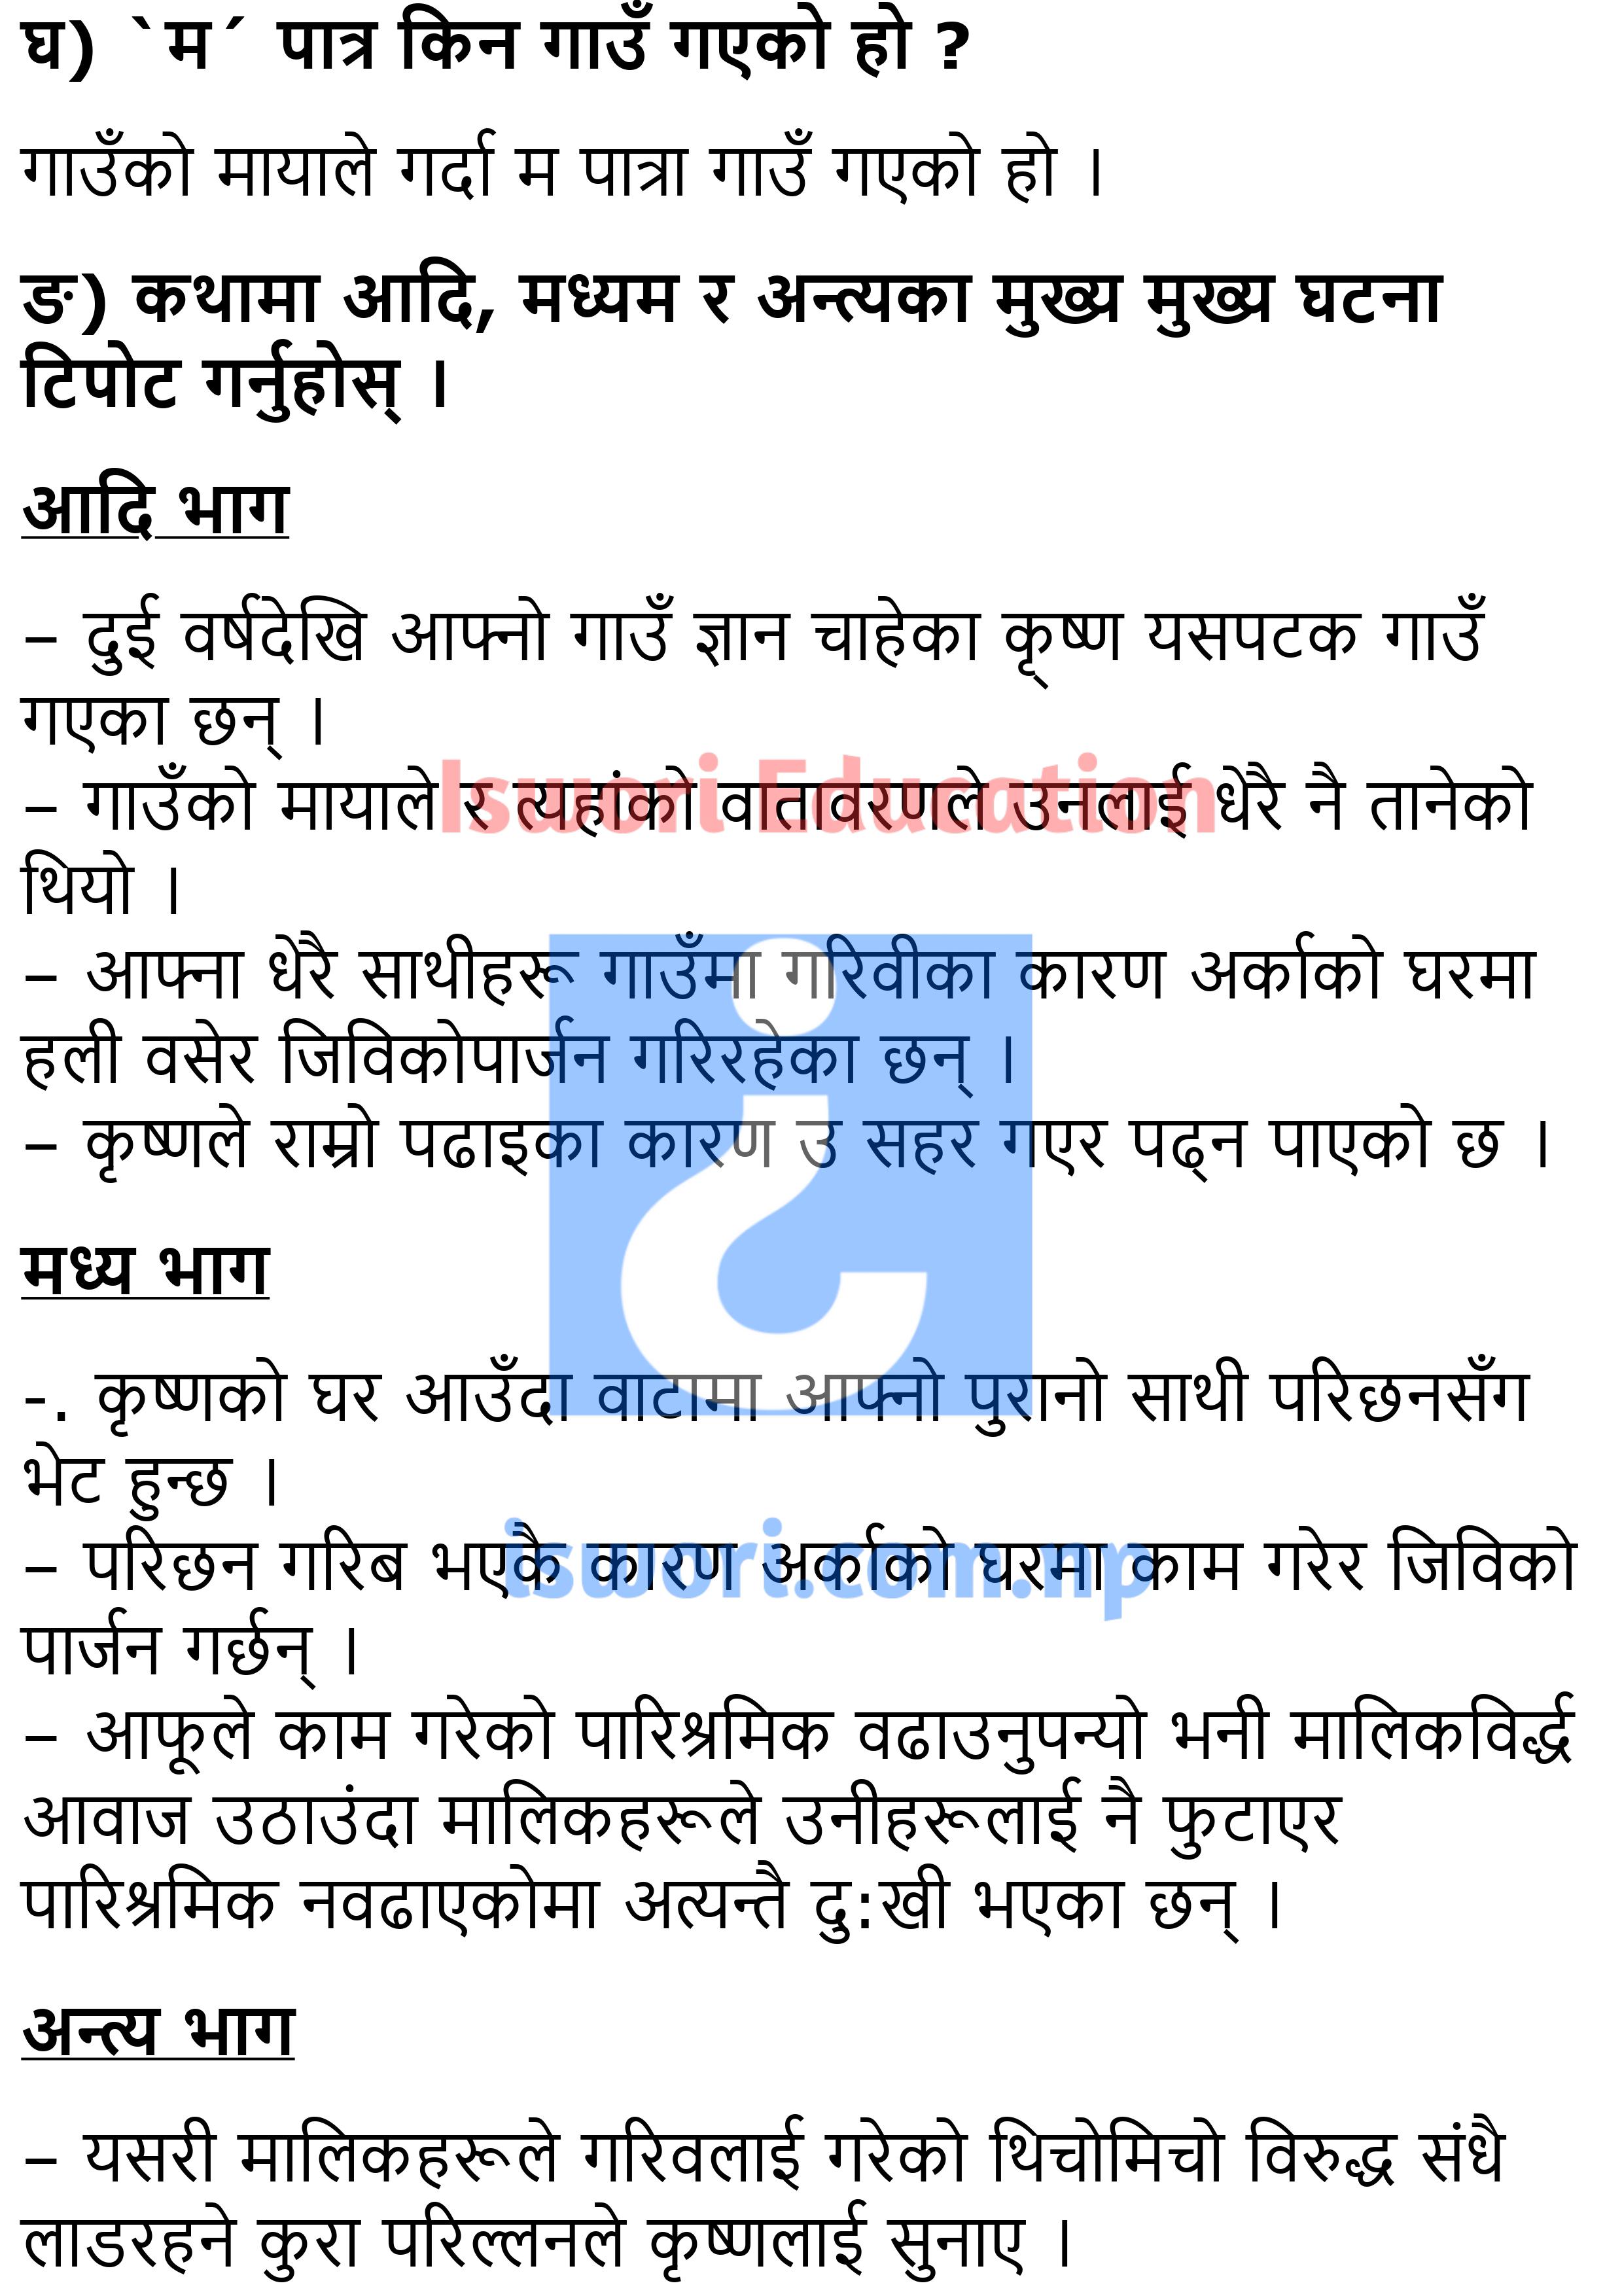 घ) `म´ पात्र किन गाउँ गएको हो ?
गाउँको मायाले गर्दा म पात्रा गाउँ गएको हो ।
ङ) कथामा आदि, मध्यम र अन्त्यका मुख्य मुख्य घटना
टिपोट गर्नुहोस् ।
आदि भाग
– दुई वर्षदेखि आफ्नो गाउँ ज्ञान चाहेका कृष्ण यसपटक गाउँ
गएका छन् ।
– गाउँको मायाले र त्यहांको वातावरणले उनलाई धेरै नै तानेको
Iswori Education
थियो ।
– आफ्ना धेरै साथीहरू गाउँमा गरिवीका कारण अर्काको घरमा
हली वसेर जिविकोपार्जन गरिरहेका छन् ।
– कृष्णले राम्रो पढाइका कारण उ सहर गएर पढ्न पाएको छ ।
मध्य भाग
-. कृष्णको घर आउँदा वाटामा आफ्नो पुरानो साथी परिछनसँग
भेट हुन्छ ।
– परिछन गरिब भएकै कारण अर्काको घरमा काम गरेर जिविको
iswori.com.np
पार्जन गर्छन् ।
– आफूले काम गरेको पारिश्रमिक वढाउनुपन्यो भनी मालिकविर्द्ध
आवाज उठाउंदा मालिकहरूले उनीहरूलाई नै फुटाएर
पारिश्रमिक नवढाएकोमा अत्यन्तै दु:खी भएका छन् ।
अन्त्य भाग
– यसरी मालिकहरूले गरिवलाई गरेको थिचोमिचो विरुद्ध संधै
लाडरहने कुरा परिल्लनले कृष्णलाई सुनाए ।